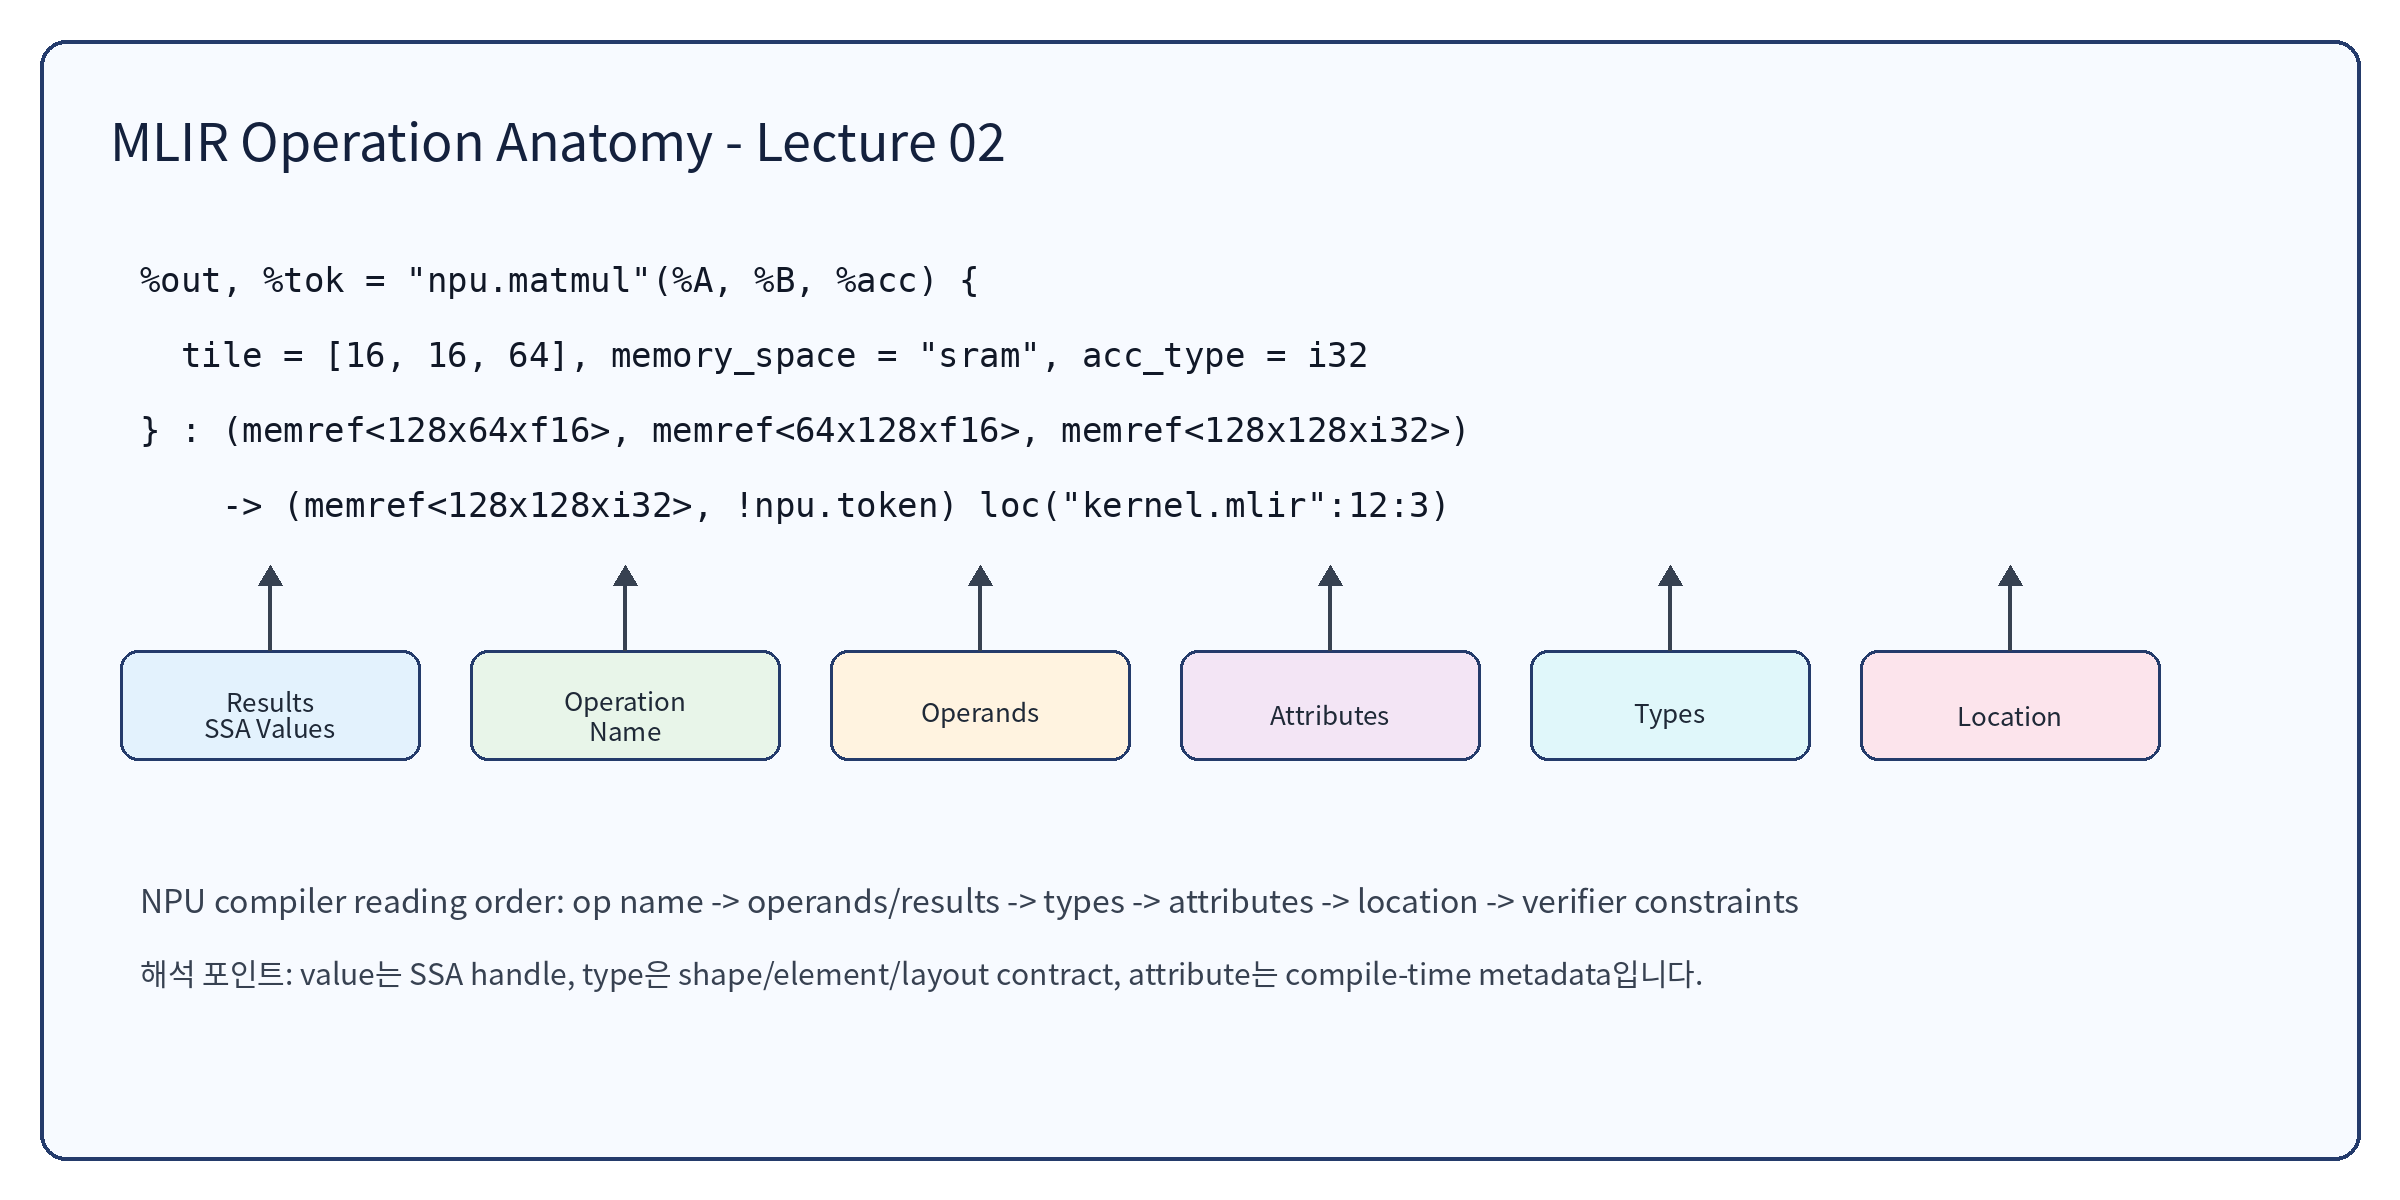 MLIR Operation Anatomy - Lecture 02
%out, %tok = "npu.matmul"(%A, %B, %acc) {
tile = [16, 16, 64], memory_space = "sram", acc_type = i32
} : (memref<128x64xf16>, memref<64x128xf16>, memref<128x128xi32>)
-> (memref<128x128xi32>, !npu.token) loc("kernel.mlir":12:3)
Results
SSA Values
Operation
Name
Operands
Attributes
Types
Location
NPU compiler reading order: op name -> operands/results -> types -> attributes -> location -> verifier constraints
해석 포인트: value는 SSA handle, type은 shape/element/layout contract, attribute는 compile-time metadata입니다.